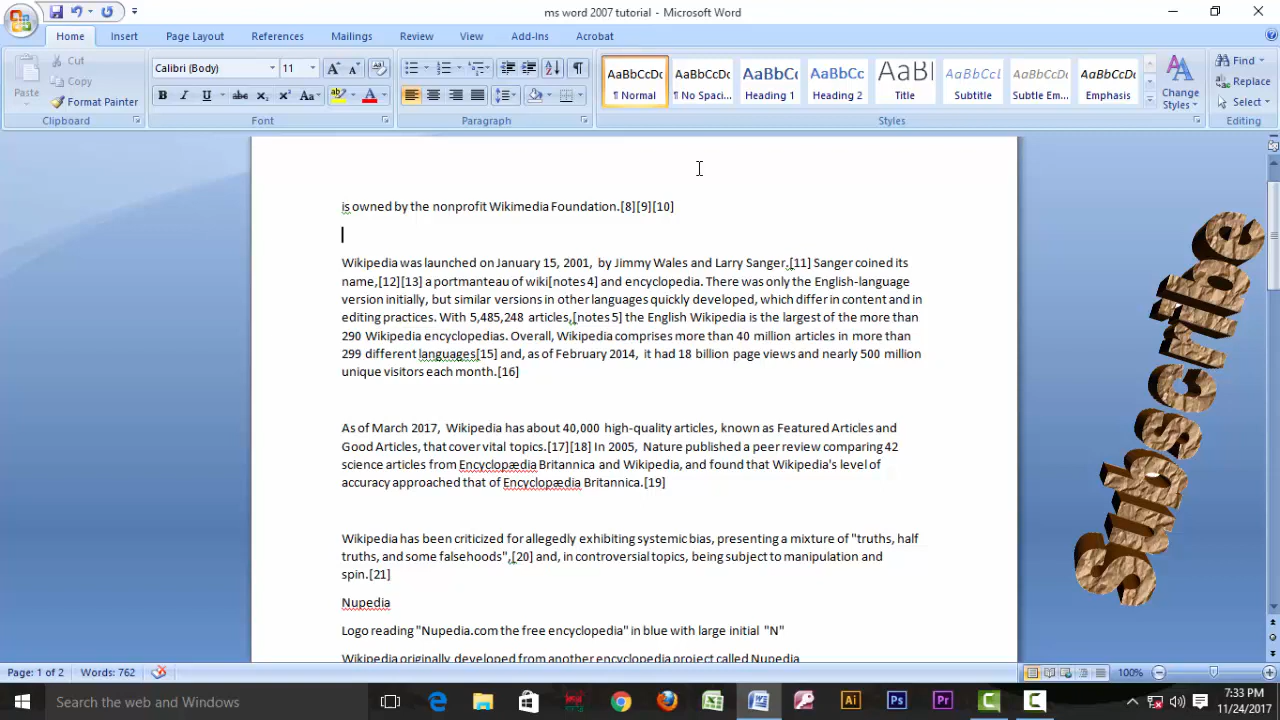 ms word 2007 tutorial - Microsoft Word
Home Insert Page Layout References Mailings Review View Add-Ins Acrobat
Paste
Cut
Copy
Format Painter
Clipboard
Calibri (Body) 11
Font
Paragraph
AaBbCcDc AaBbCcDc AaBbCc AaBbCc AaBl AaBbCcl AaBbCcDc AaBbCcDc
¶ Normal ¶ No Spaci... Heading 1 Heading 2 Title Subtitle Subtle Em... Emphasis
Change Styles
Styles
Find
Replace
Select
Editing
is owned by the nonprofit Wikimedia Foundation.[8][9][10]
Wikipedia was launched on January 15, 2001, by Jimmy Wales and Larry Sanger.[11] Sanger coined its
name,[12][13] a portmanteau of wiki[notes 4] and encyclopedia. There was only the English-language
version initially, but similar versions in other languages quickly developed, which differ in content and in
editing practices. With 5,485,248 articles,[notes 5] the English Wikipedia is the largest of the more than
290 Wikipedia encyclopedias. Overall, Wikipedia comprises more than 40 million articles in more than
299 different languages[15] and, as of February 2014, it had 18 billion page views and nearly 500 million
unique visitors each month.[16]
As of March 2017, Wikipedia has about 40,000 high-quality articles, known as Featured Articles and
Good Articles, that cover vital topics.[17][18] In 2005, Nature published a peer review comparing 42
science articles from Encyclopædia Britannica and Wikipedia, and found that Wikipedia's level of
accuracy approached that of Encyclopædia Britannica.[19]
Wikipedia has been criticized for allegedly exhibiting systemic bias, presenting a mixture of "truths, half
truths, and some falsehoods",[20] and, in controversial topics, being subject to manipulation and
spin.[21]
Nupedia
Logo reading "Nupedia.com the free encyclopedia" in blue with large initial "N"
Wikipedia originally developed from another encyclopedia project called Nupedia
Subscribe
Page: 1 of 2 Words: 762 100%
Search the web and Windows
Ai Ps Pr
7:33 PM
11/24/2017